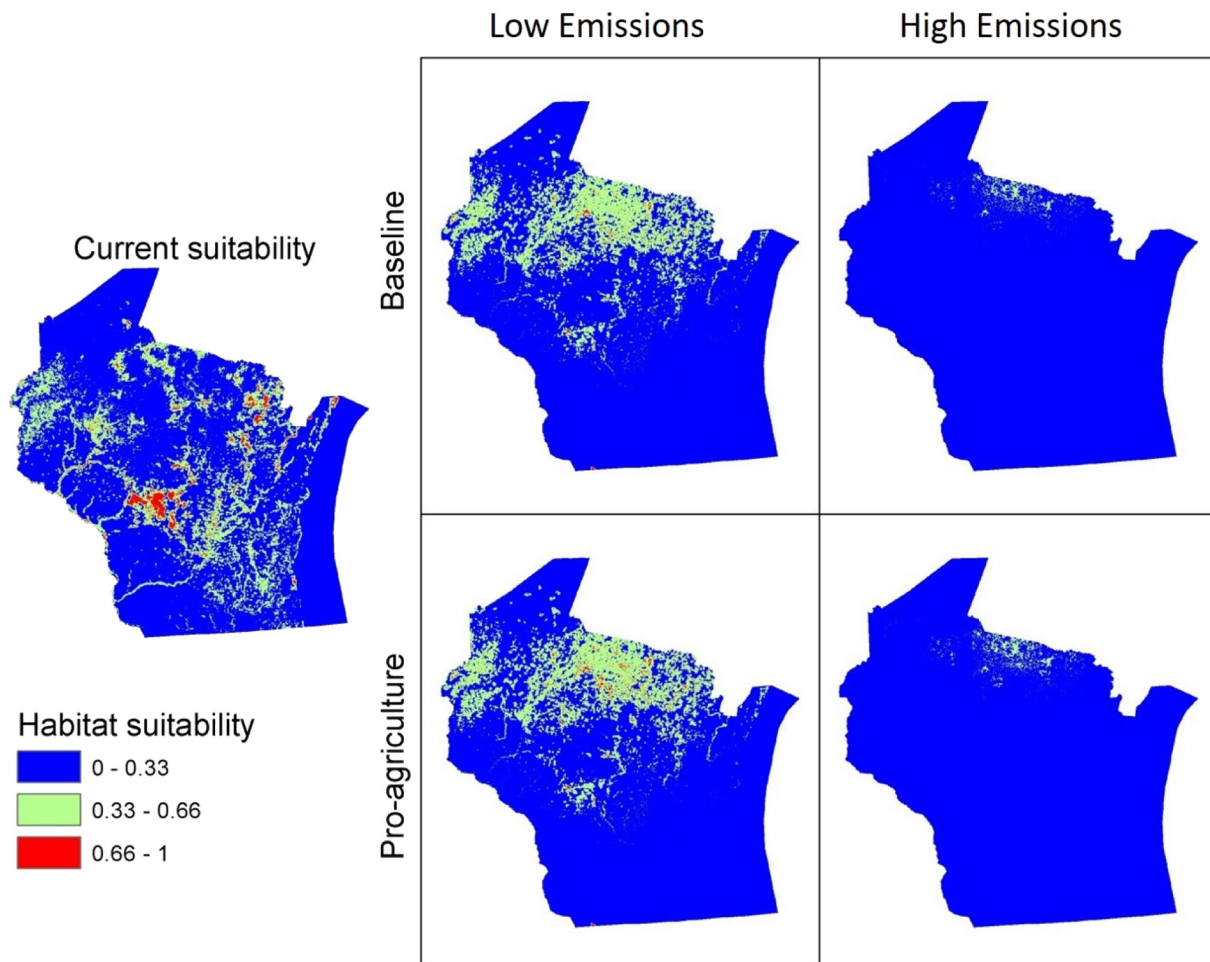 Low Emissions
High Emissions
Baseline
Current suitability
Pro-agriculture
Habitat suitability
0 - 0.33
0.33 - 0.66
0.66 - 1